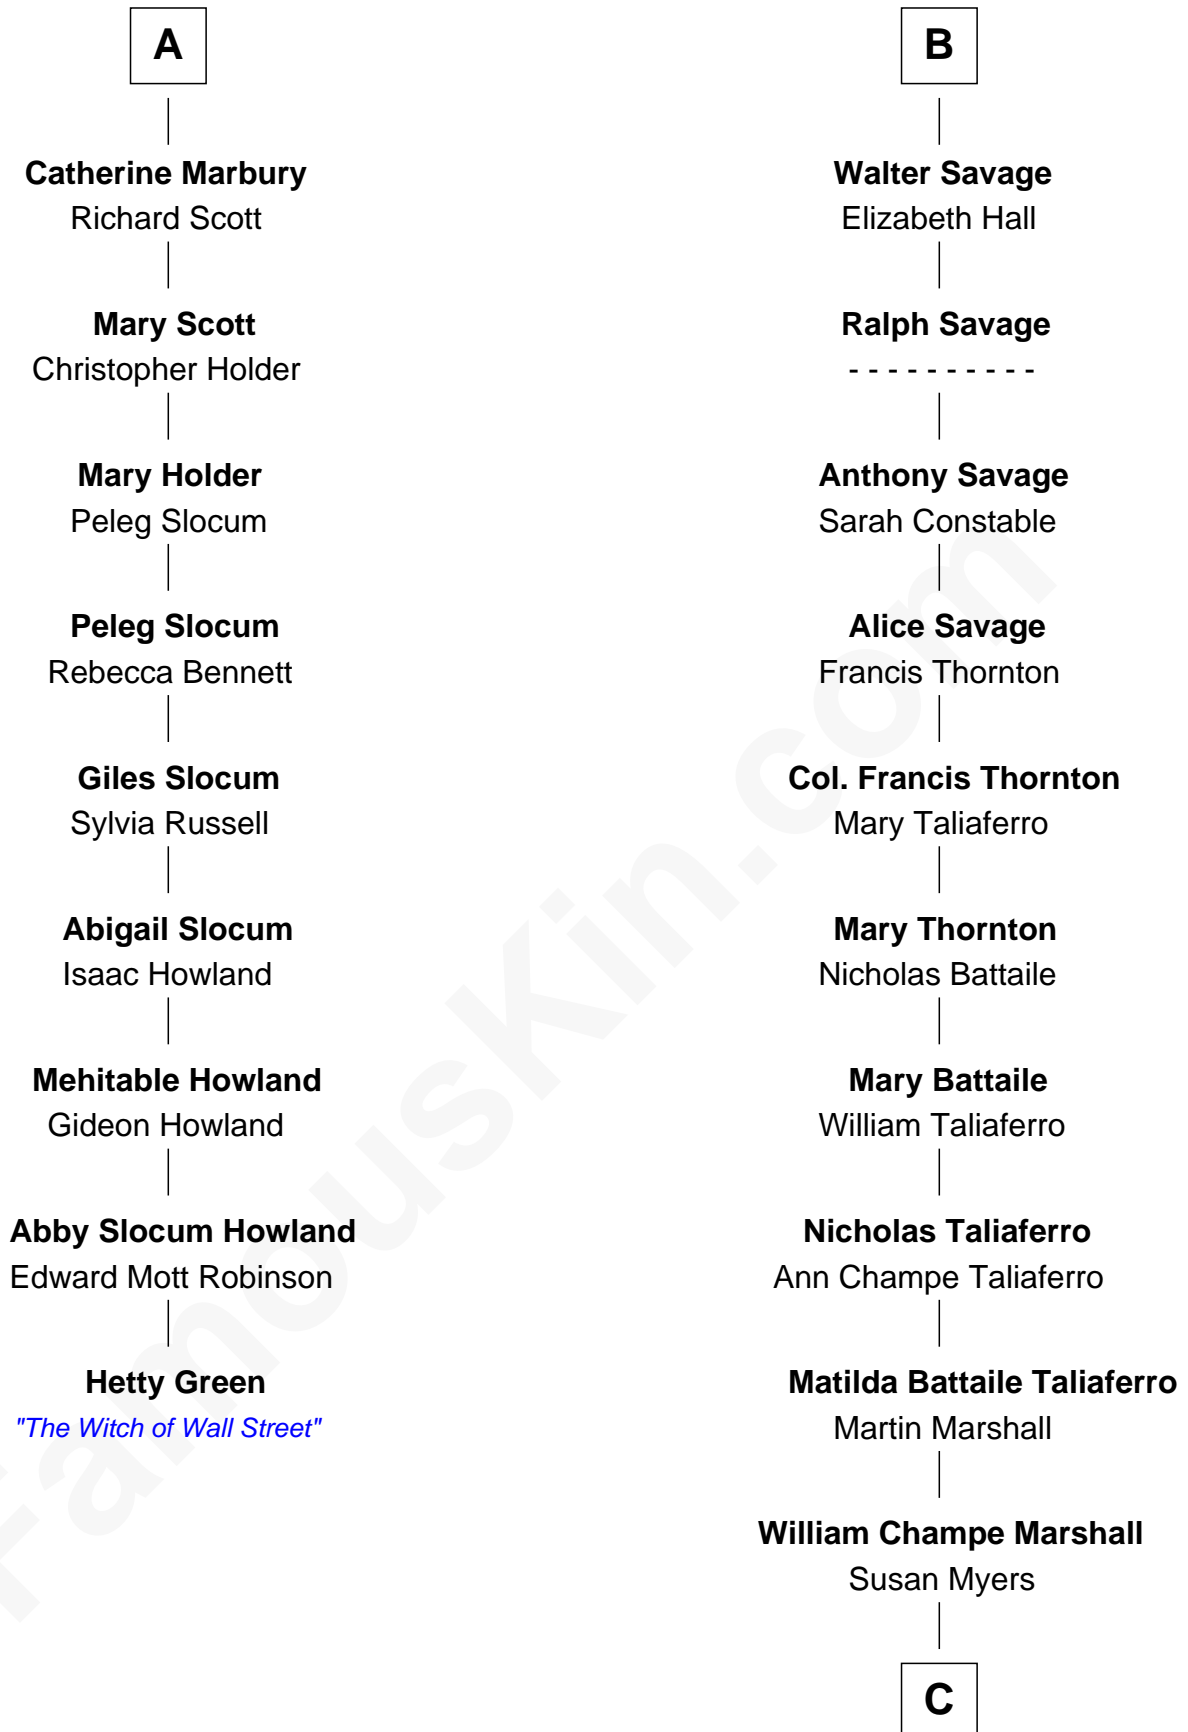 A
Catherine Marbury
Richard Scott
Mary Scott
Christopher Holder
Mary Holder
Peleg Slocum
Peleg Slocum
Rebecca Bennett
Giles Slocum
Sylvia Russell
Abigail Slocum
Isaac Howland
Mehitable Howland
Gideon Howland
Abby Slocum Howland
Edward Mott Robinson
Hetty Green
"The Witch of Wall Street"
B
Walter Savage
Elizabeth Hall
Ralph Savage
- - - - - - - - - -
Anthony Savage
Sarah Constable
Alice Savage
Francis Thornton
Col. Francis Thornton
Mary Taliaferro
Mary Thornton
Nicholas Battaile
Mary Battaile
William Taliaferro
Nicholas Taliaferro
Ann Champe Taliaferro
Matilda Battaile Taliaferro
Martin Marshall
William Champe Marshall
Susan Myers
C
FamousKin.com